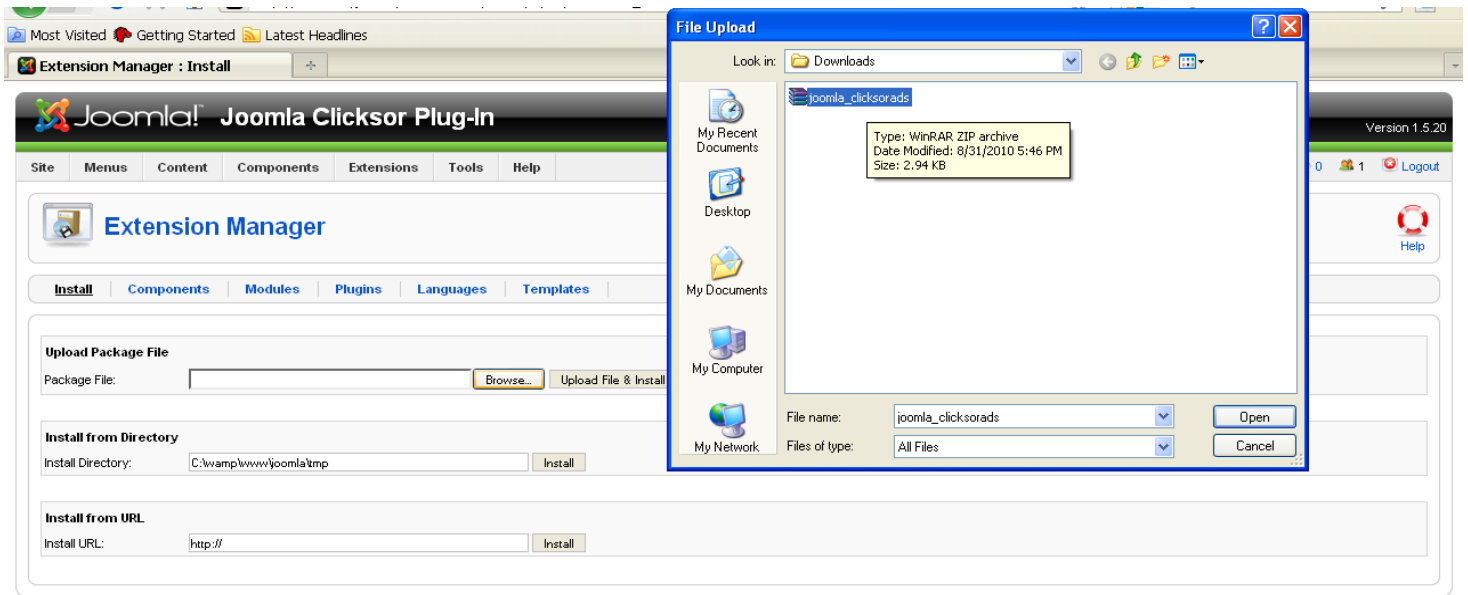 Most Visited Getting Started Latest Headlines
Extension Manager : Install
Joomla!™ Joomla Clicksor Plug-In
Version 1.5.20
Site Menus Content Components Extensions Tools Help
0 1 Logout
Extension Manager
Help
Install Components Modules Plugins Languages Templates
Upload Package File
Package File: Browse... Upload File & Install
Install from Directory
Install Directory: C:\wamp\www\joomla\tmp Install
Install from URL
Install URL: http:// Install
File Upload
Look in: Downloads
My Recent
Documents
Desktop
My Documents
My Computer
My Network
joomla_clicksorads
Type: WinRAR ZIP archive
Date Modified: 8/31/2010 5:46 PM
Size: 2.94 KB
File name: joomla_clicksorads Open
Files of type: All Files Cancel